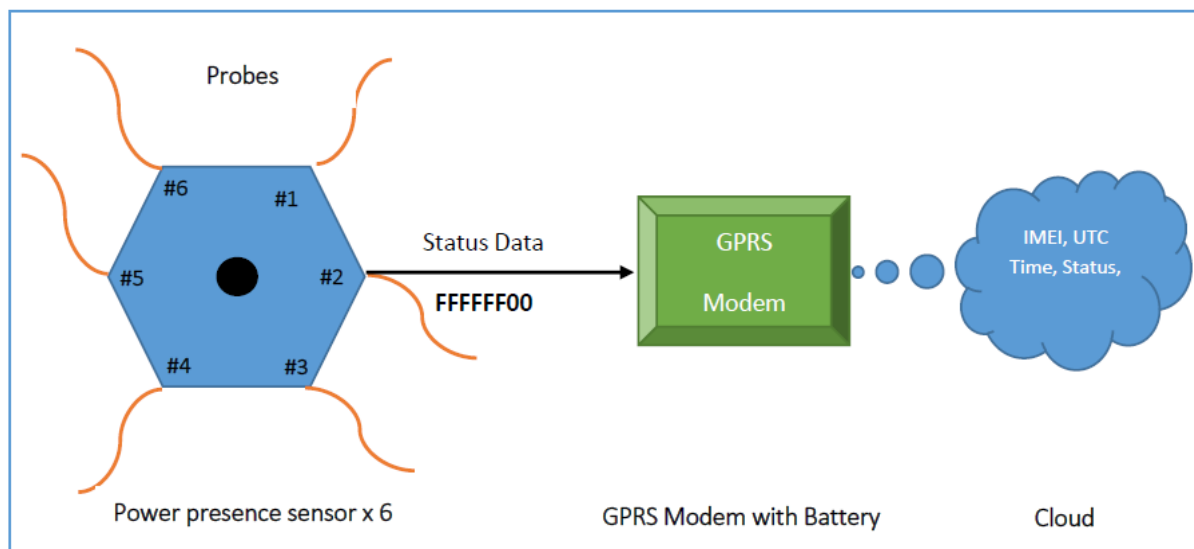 Probes
#6
#1
#5
#2
#4
#3
Status Data
FFFFFF00
GPRS
Modem
IMEI, UTC
Time, Status,
Power presence sensor x 6
GPRS Modem with Battery
Cloud